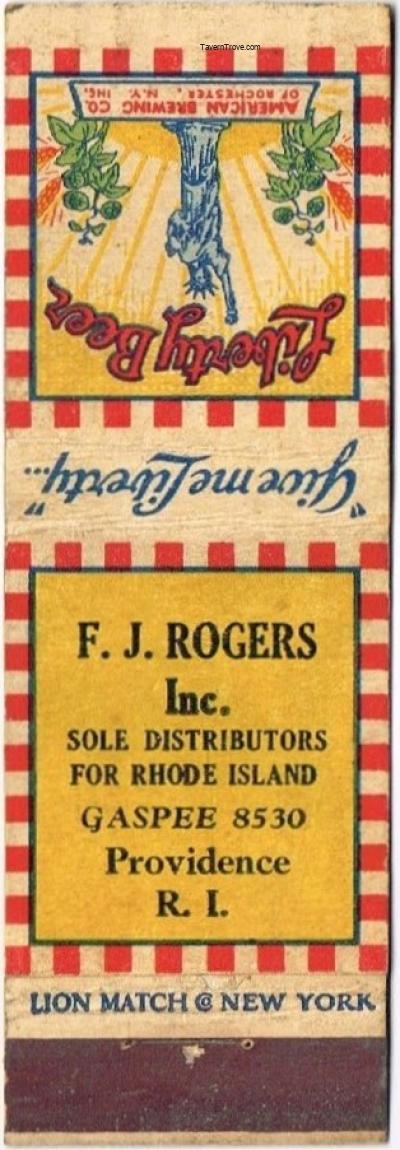 TavernTrove.com
AMERICAN BREWING CO.
OF ROCHESTER, N.Y. INC.
Liberty Beer
"Give me Liberty..."
F. J. ROGERS
Inc.
SOLE DISTRIBUTORS
FOR RHODE ISLAND
GASPEE 8530
Providence
R. I.
LION MATCH © NEW YORK